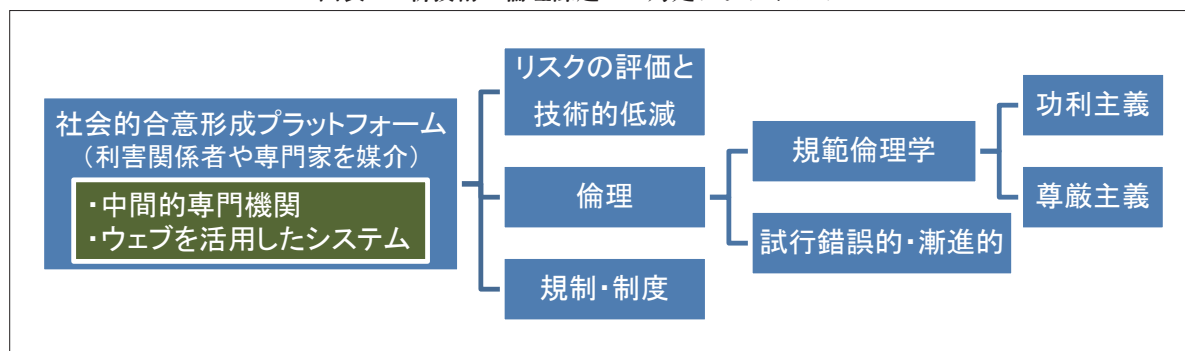 社会的合意形成プラットフォーム
（利害関係者や専門家を媒介）
・中間的専門機関
・ウェブを活用したシステム
リスクの評価と
技術的低減
倫理
規制・制度
規範倫理学
試行錯誤的・漸進的
功利主義
尊厳主義